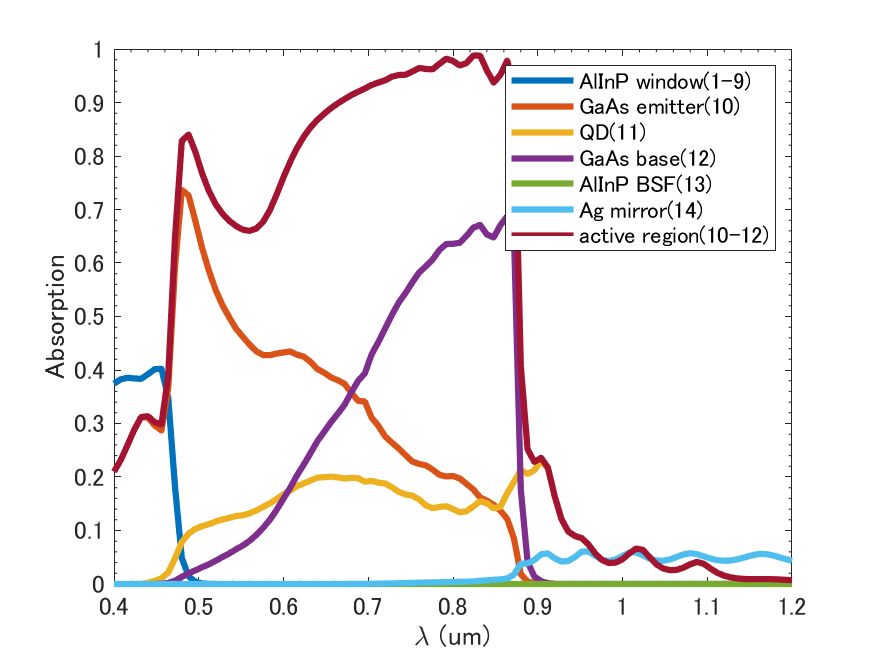 1
0.9
0.8
0.7
0.6
0.5
0.4
0.3
0.2
0.1
0
Absorption
AlInP window(1-9)
GaAs emitter(10)
QD(11)
GaAs base(12)
AlInP BSF(13)
Ag mirror(14)
active region(10-12)
0.4 0.5 0.6 0.7 0.8 0.9 1 1.1 1.2
λ (um)